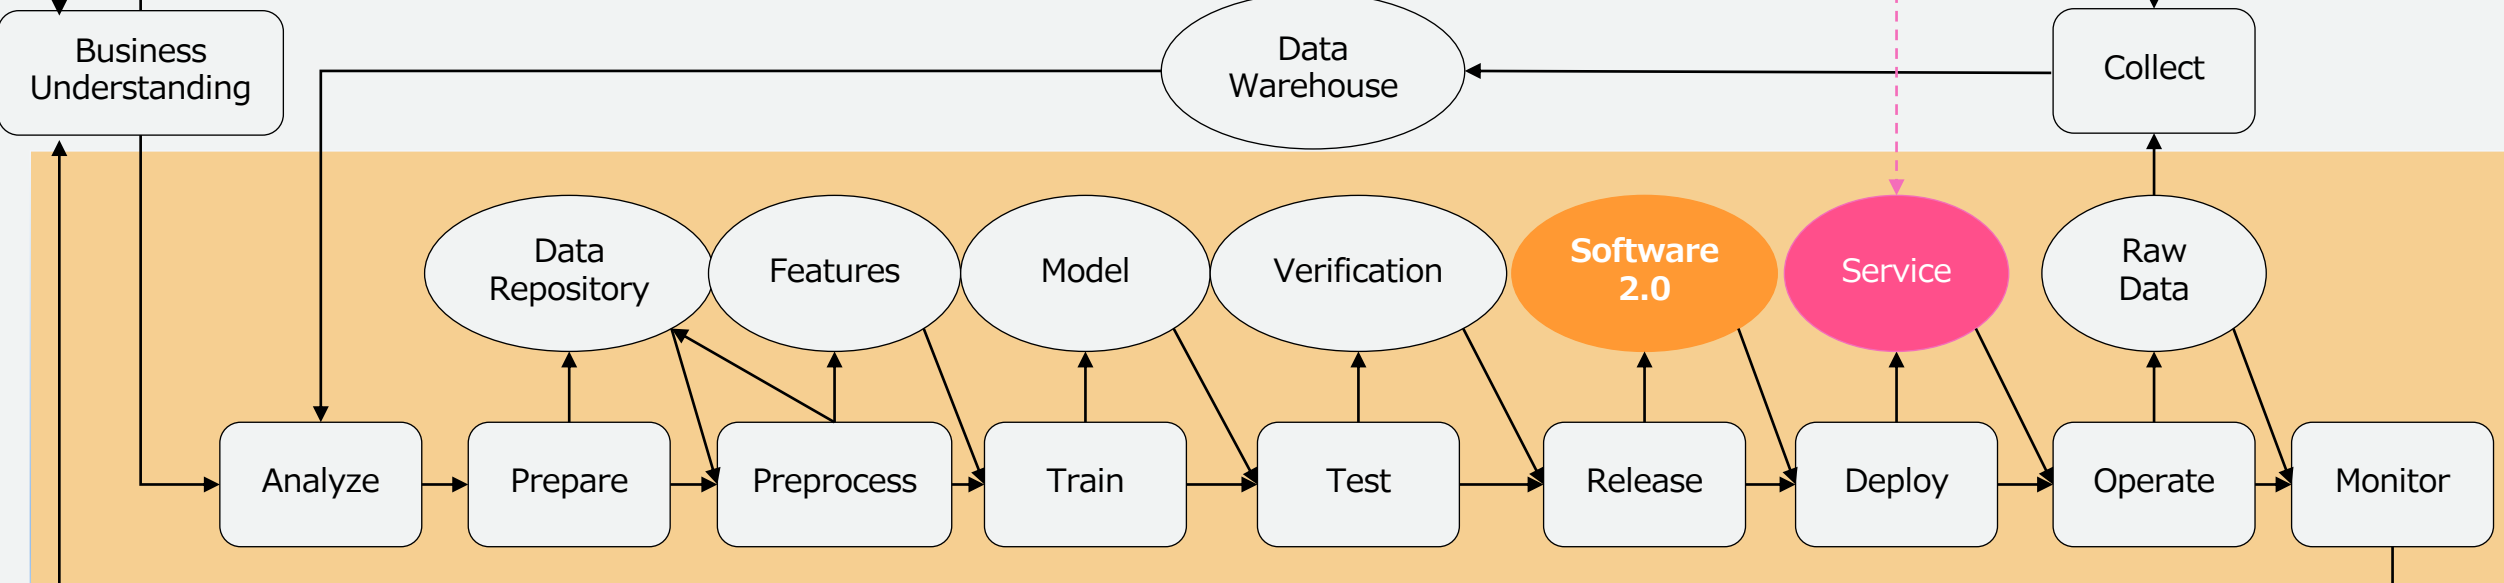 Business
Understanding
Data
Warehouse
Collect
Data
Repository
Features
Model
Verification
Software
2.0
Service
Raw
Data
Analyze
Prepare
Preprocess
Train
Test
Release
Deploy
Operate
Monitor